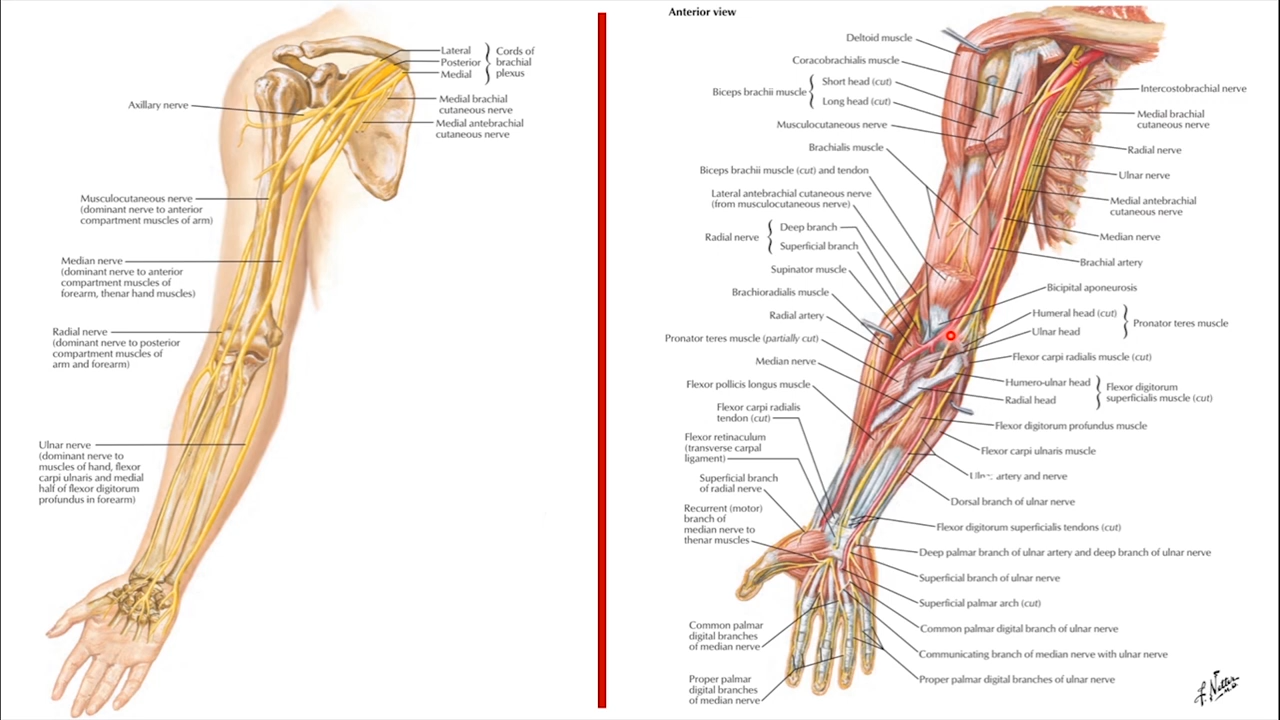 Lateral
Posterior
Medial
Cords of
brachial
plexus
Axillary nerve
Medial brachial
cutaneous nerve
Medial antebrachial
cutaneous nerve
Musculocutaneous nerve
(dominant nerve to anterior
compartment muscles of arm)
Median nerve
(dominant nerve to anterior
compartment muscles of
forearm, thenar hand muscles)
Radial nerve
(dominant nerve to posterior
compartment muscles of
arm and forearm)
Ulnar nerve
(dominant nerve to
muscles of hand, flexor
carpi ulnaris and medial
half of flexor digitorum
profundus in forearm)
Anterior view
Deltoid muscle
Coracobrachialis muscle
Biceps brachii muscle
Short head (cut)
Long head (cut)
Musculocutaneous nerve
Brachialis muscle
Biceps brachii muscle (cut) and tendon
Lateral antebrachial cutaneous nerve
(from musculocutaneous nerve)
Radial nerve
Deep branch
Superficial branch
Supinator muscle
Brachioradialis muscle
Radial artery
Pronator teres muscle (partially cut)
Median nerve
Flexor pollicis longus muscle
Flexor carpi radialis
tendon (cut)
Flexor retinaculum
(transverse carpal
ligament)
Superficial branch
of radial nerve
Recurrent (motor)
branch of
median nerve to
thenar muscles
Common palmar
digital branches
of median nerve
Proper palmar
digital branches
of median nerve
Intercostobrachial nerve
Medial brachial
cutaneous nerve
Radial nerve
Ulnar nerve
Medial antebrachial
cutaneous nerve
Median nerve
Brachial artery
Bicipital aponeurosis
Humeral head (cut)
Ulnar head
Pronator teres muscle
Flexor carpi radialis muscle (cut)
Humero-ulnar head
Radial head
Flexor digitorum
superficialis muscle (cut)
Flexor digitorum profundus muscle
Flexor carpi ulnaris muscle
artery and nerve
Dorsal branch of ulnar nerve
Flexor digitorum superficialis tendons (cut)
Deep palmar branch of ulnar artery and deep branch of ulnar nerve
Superficial branch of ulnar nerve
Superficial palmar arch (cut)
Common palmar digital branch of ulnar nerve
Communicating branch of median nerve with ulnar nerve
Proper palmar digital branches of ulnar nerve
F. Netter
M.D.